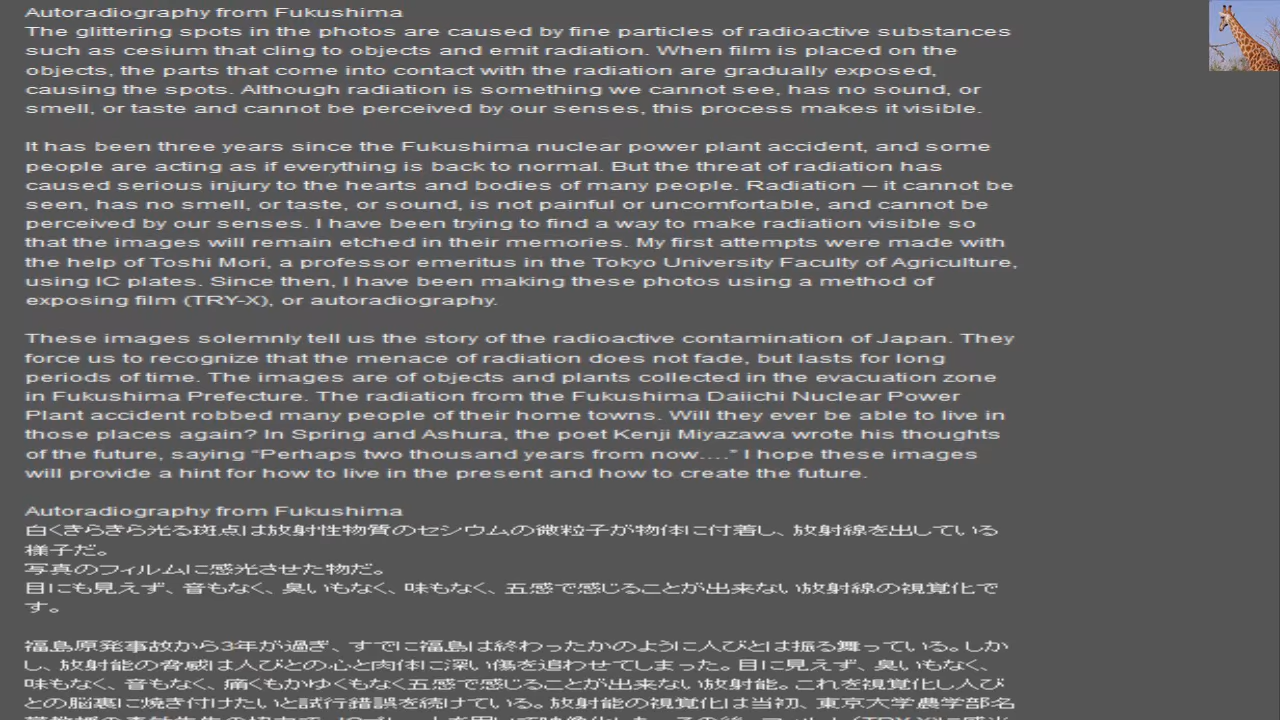 Autoradiography from Fukushima
The glittering spots in the photos are caused by fine particles of radioactive substances
such as cesium that cling to objects and emit radiation. When film is placed on the
objects, the parts that come into contact with the radiation are gradually exposed,
causing the spots. Although radiation is something we cannot see, has no sound, or
smell, or taste and cannot be perceived by our senses, this process makes it visible.
It has been three years since the Fukushima nuclear power plant accident, and some
people are acting as if everything is back to normal. But the threat of radiation has
caused serious injury to the hearts and bodies of many people. Radiation – it cannot be
seen, has no smell, or taste, or sound, is not painful or uncomfortable, and cannot be
perceived by our senses. I have been trying to find a way to make radiation visible so
that the images will remain etched in their memories. My first attempts were made with
the help of Toshi Mori, a professor emeritus in the Tokyo University Faculty of Agriculture,
using IC plates. Since then, I have been making these photos using a method of
exposing film (TRY-X), or autoradiography.
These images solemnly tell us the story of the radioactive contamination of Japan. They
force us to recognize that the menace of radiation does not fade, but lasts for long
periods of time. The images are of objects and plants collected in the evacuation zone
in Fukushima Prefecture. The radiation from the Fukushima Daiichi Nuclear Power
Plant accident robbed many people of their home towns. Will they ever be able to live in
those places again? In Spring and Ashura, the poet Kenji Miyazawa wrote his thoughts
of the future, saying “Perhaps two thousand years from now….” I hope these images
will provide a hint for how to live in the present and how to create the future.
Autoradiography from Fukushima
白くきらきら光る斑点は放射性物質のセシウムの微粒子が物体に付着し、放射線を出している
様子だ。
写真のフィルムに感光させた物だ。
目にも見えず、音もなく、臭いもなく、味もなく、五感で感じることが出来ない放射線の視覚化で
す。
福島原発事故から3年が過ぎ、すでに福島は終わったかのように人びとは振る舞っている。しか
し、放射能の脅威は人びとの心と肉体に深い傷を追わせてしまった。目に見えず、臭いもなく、
味もなく、音もなく、痛くもかゆくもなく五感で感じることが出来ない放射能。これを視覚化し人び
との脳裏に焼き付けたいと試行錯誤を続けている。放射能の視覚化は当初、東京大学農学部名